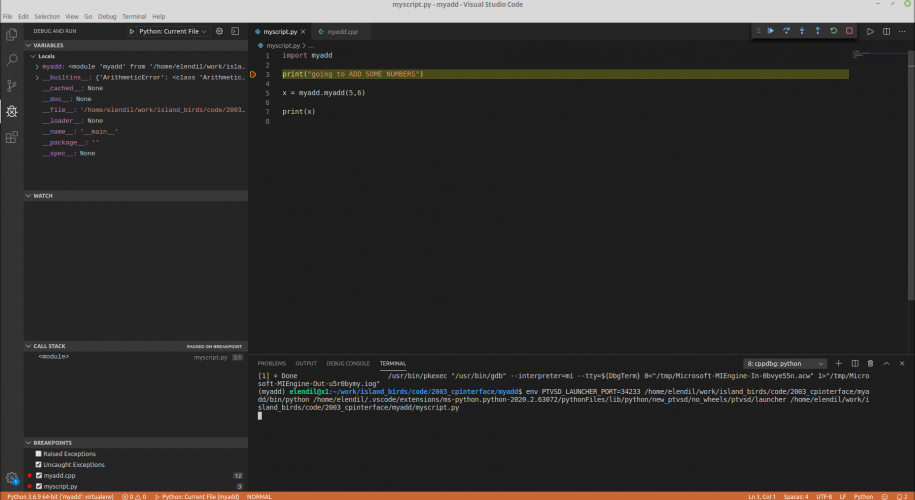 myscript.py - myadd - Visual Studio Code
File Edit Selection View Go Debug Terminal Help
DEBUG AND RUN
Python: Current File
myscript.py
myadd.cpp
VARIABLES
Locals
myadd: <module 'myadd' from '/home/elendil/work/isla…
__builtins__: {'ArithmeticError': <class 'Arithmetic…
__cached__: None
__doc__: None
__file__: '/home/elendil/work/island_birds/code/2003…
__loader__: None
__name__: '__main__'
__package__: ''
__spec__: None
WATCH
CALL STACK
PAUSED ON BREAKPOINT
<module>
myscript.py 3:1
BREAKPOINTS
Raised Exceptions
Uncaught Exceptions
myadd.cpp 12
myscript.py 3
myscript.py > ...
1 import myadd
2
3 print("going to ADD SOME NUMBERS")
4
5 x = myadd.myadd(5,6)
6
7 print(x)
8
PROBLEMS OUTPUT DEBUG CONSOLE TERMINAL
8: cppdbg: python
[1] + Done /usr/bin/pkexec "/usr/bin/gdb" --interpreter=mi --tty=${DbgTerm} 0<"/tmp/Microsoft-MIEngine-In-0bvye55n.acw" 1>"/tmp/Micro
soft-MIEngine-Out-u5r0bymy.iog"
(myadd) elendil@x1:~/work/island_birds/code/2003_cpinterface/myadd$ env PTVSD_LAUNCHER_PORT=34233 /home/elendil/work/island_birds/code/2003_cpinterface/mya
dd/bin/python /home/elendil/.vscode/extensions/ms-python.python-2020.2.63072/pythonFiles/lib/python/new_ptvsd/no_wheels/ptvsd/launcher /home/elendil/work/i
sland_birds/code/2003_cpinterface/myadd/myscript.py
Python 3.6.9 64-bit ('myadd': virtualenv) 0 0 Python: Current File (myadd) NORMAL
Ln 3, Col 1 Spaces: 4 UTF-8 LF Python 2